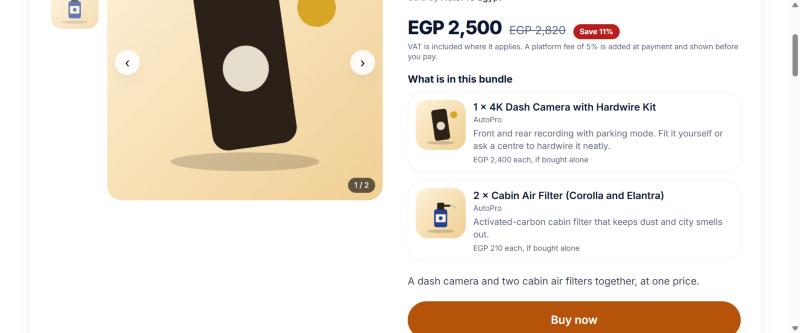 EGP 2,500 EGP 2,820 Save 11%
VAT is included where it applies. A platform fee of 5% is added at payment and shown before
you pay.
What is in this bundle
1 × 4K Dash Camera with Hardwire Kit
AutoPro
Front and rear recording with parking mode. Fit it yourself or
ask a centre to hardwire it neatly.
EGP 2,400 each, if bought alone
1 / 2
2 × Cabin Air Filter (Corolla and Elantra)
AutoPro
Activated-carbon cabin filter that keeps dust and city smells
out.
EGP 210 each, if bought alone
A dash camera and two cabin air filters together, at one price.
Buy now